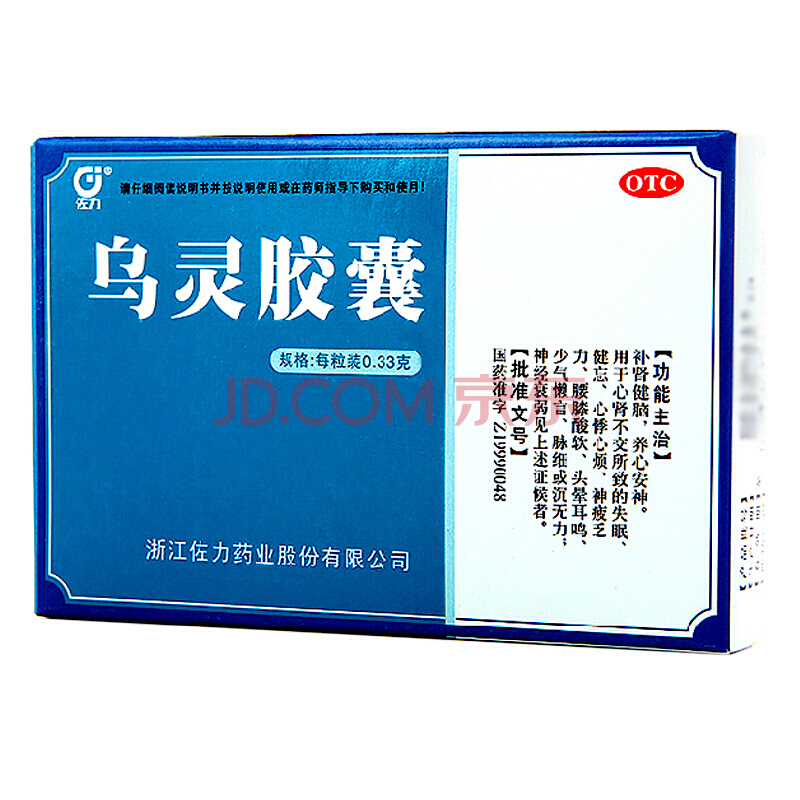 佐力
请仔细阅读说明书并按说明使用或在药师指导下购买和使用！
OTC
乌灵胶囊
规格:每粒装0.33克
JD.COM 京东
浙江佐力药业股份有限公司
【功能主治】
补肾健脑，养心安神。
用于心肾不交所致的失眠、
健忘、心悸心烦、神疲乏
力、腰膝酸软、头晕耳鸣、
少气懒言、脉细或沉无力；
神经衰弱见上述证候者。
【批准文号】
国药准字 Z19990048